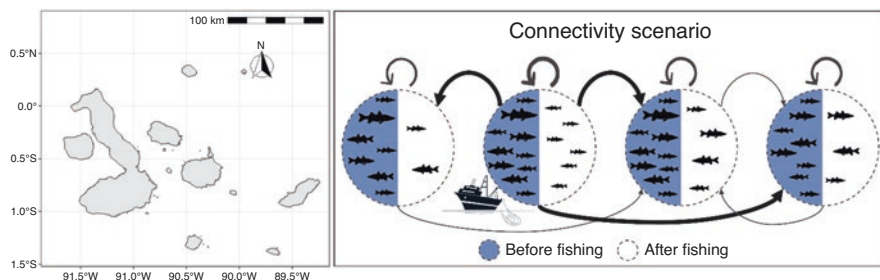 100 km
N
0.5°N
0.0°
0.5°S
1.0°S
1.5°S
91.5°W 91.0°W 90.5°W 90.0°W 89.5°W
Connectivity scenario
Before fishing After fishing